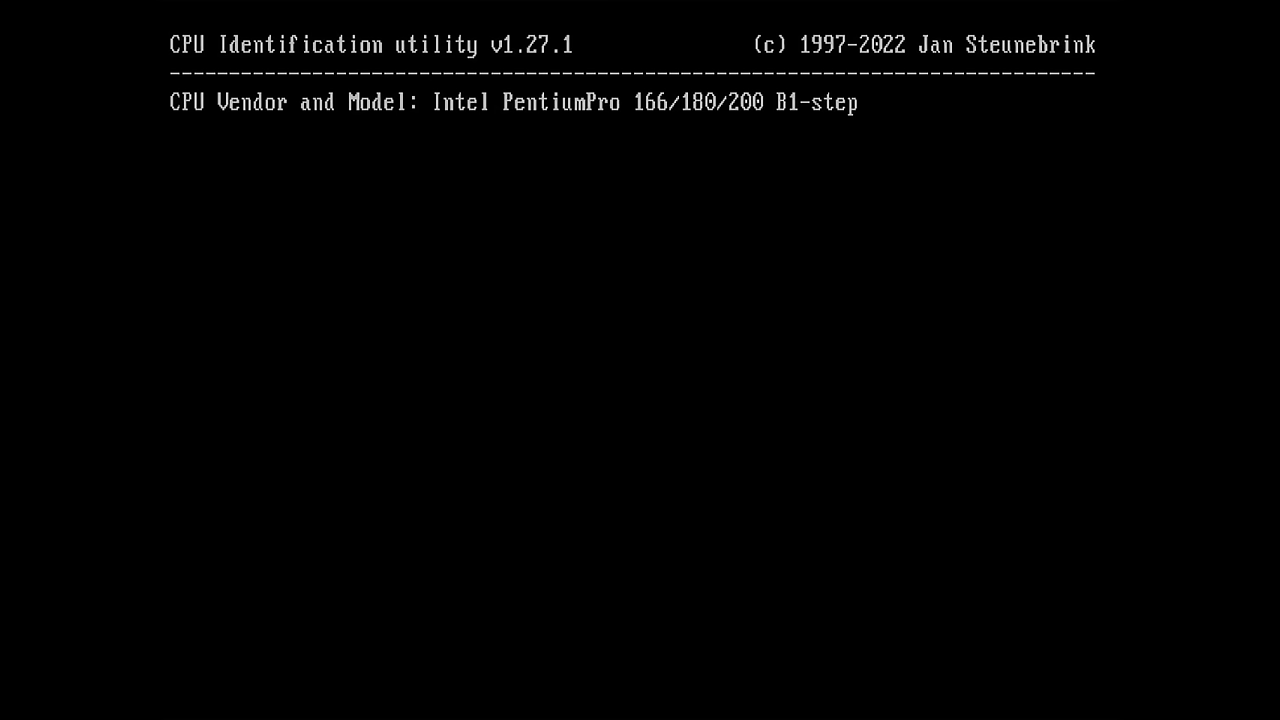 CPU Identification utility v1.27.1 (c) 1997-2022 Jan Steunebrink
-------------------------------------------------------------------------------
CPU Vendor and Model: Intel PentiumPro 166/180/200 B1-step